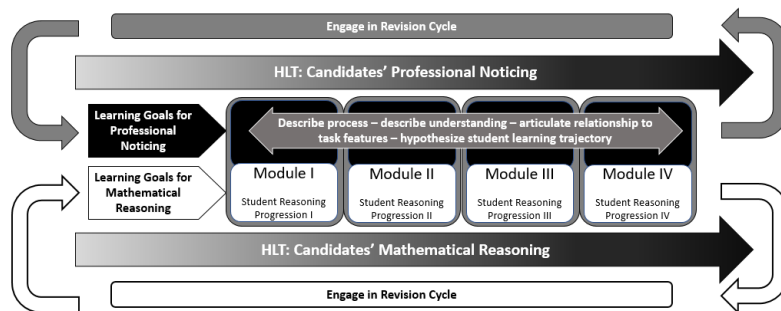 Engage in Revision Cycle
HLT: Candidates’ Professional Noticing
Learning Goals for
Professional
Noticing
Describe process – describe understanding – articulate relationship to
task features – hypothesize student learning trajectory
Learning Goals for
Mathematical
Reasoning
Module I
Student Reasoning
Progression I
Module II
Student Reasoning
Progression II
Module III
Student Reasoning
Progression III
Module IV
Student Reasoning
Progression IV
HLT: Candidates’ Mathematical Reasoning
Engage in Revision Cycle